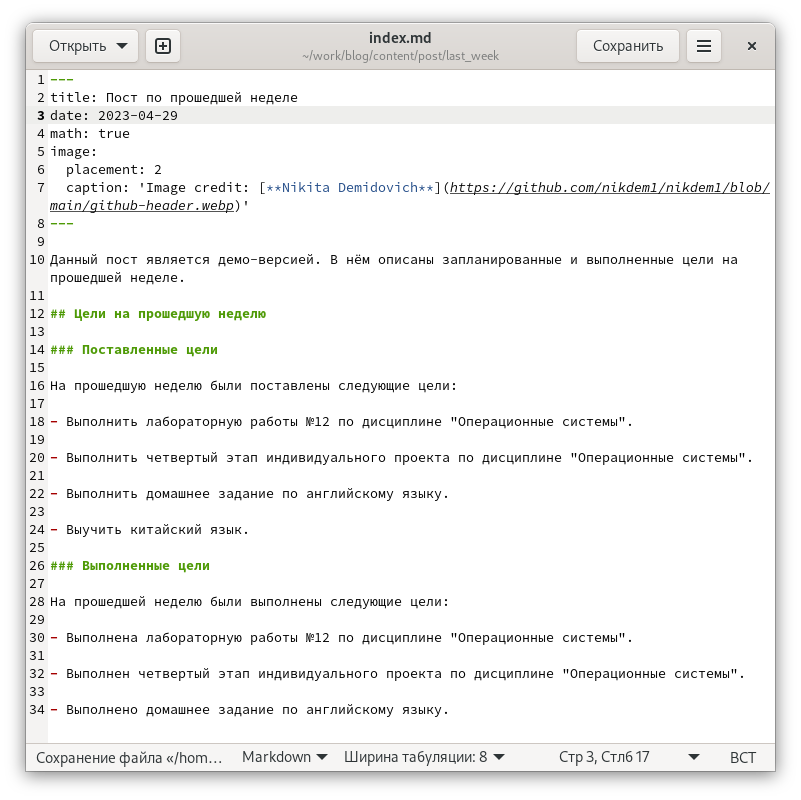 Открыть
index.md
~/work/blog/content/post/last_week
Сохранить
1 ---
2 title: Пост по прошедшей неделе
3 date: 2023-04-29
4 math: true
5 image:
6   placement: 2
7   caption: 'Image credit: [**Nikita Demidovich**](https://github.com/nikdem1/nikdem1/blob/
main/github-header.webp)'
8 ---
9
10 Данный пост является демо-версией. В нём описаны запланированные и выполненные цели на
прошедшей неделе.
11
12 ## Цели на прошедшую неделю
13
14 ### Поставленные цели
15
16 На прошедшую неделю были поставлены следующие цели:
17
18 - Выполнить лабораторную работы №12 по дисциплине "Операционные системы".
19
20 - Выполнить четвертый этап индивидуального проекта по дисциплине "Операционные системы".
21
22 - Выполнить домашнее задание по английскому языку.
23
24 - Выучить китайский язык.
25
26 ### Выполненные цели
27
28 На прошедшей неделю были выполнены следующие цели:
29
30 - Выполнена лабораторную работы №12 по дисциплине "Операционные системы".
31
32 - Выполнен четвертый этап индивидуального проекта по дисциплине "Операционные системы".
33
34 - Выполнено домашнее задание по английскому языку.
Сохранение файла «/hom… Markdown Ширина табуляции: 8 Стр 3, Стлб 17 ВСТ